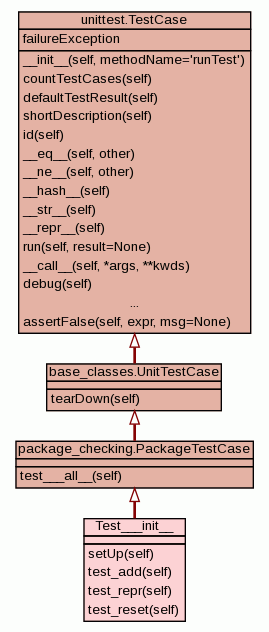 unittest.TestCase
failureException
__init__(self, methodName='runTest')
countTestCases(self)
defaultTestResult(self)
shortDescription(self)
id(self)
__eq__(self, other)
__ne__(self, other)
__hash__(self)
__str__(self)
__repr__(self)
run(self, result=None)
__call__(self, *args, **kwds)
debug(self)
...
assertFalse(self, expr, msg=None)
base_classes.UnitTestCase
tearDown(self)
package_checking.PackageTestCase
test___all__(self)
Test___init__
setUp(self)
test_add(self)
test_repr(self)
test_reset(self)